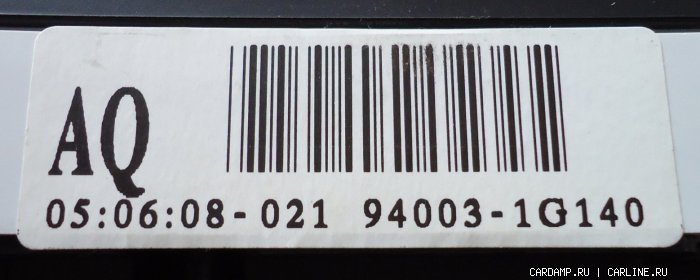 AQ
05:06:08-021 94003-1G140
CARDAMP.RU | CARLINE.RU